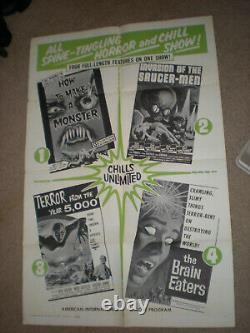 ALL
SPINE-TINGLING
HORROR and CHILL
SHOW!
FOUR FULL-LENGTH FEATURES ON ONE SHOW!
HOW
TO MAKE
A
MONSTER
1
INVASION OF THE
SAUCER-MEN
2
CHILLS
UNLIMITED
TERROR FROM THE
YEAR 5,000
3
CRAWLING,
SLIMY
THINGS
TERROR-BENT
ON
DESTROYING
THE
WORLD!
4
the
Brain
Eaters
AMERICAN-INTERNATIONAL
PROGRAM